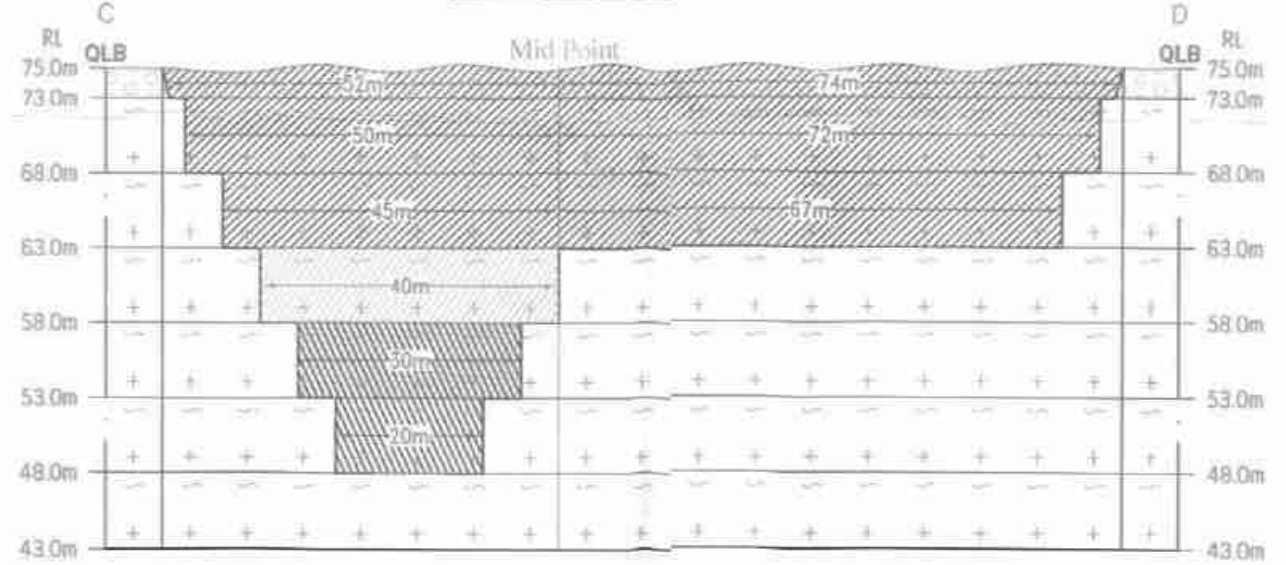 C D
RL QLB Mid Point QLB RL
75.0m 75.0m
52m 74m
73.0m 73.0m
50m 72m
68.0m 68.0m
45m 67m
63.0m 63.0m
40m
58.0m 58.0m
30m
53.0m 53.0m
20m
48.0m 48.0m
43.0m 43.0m